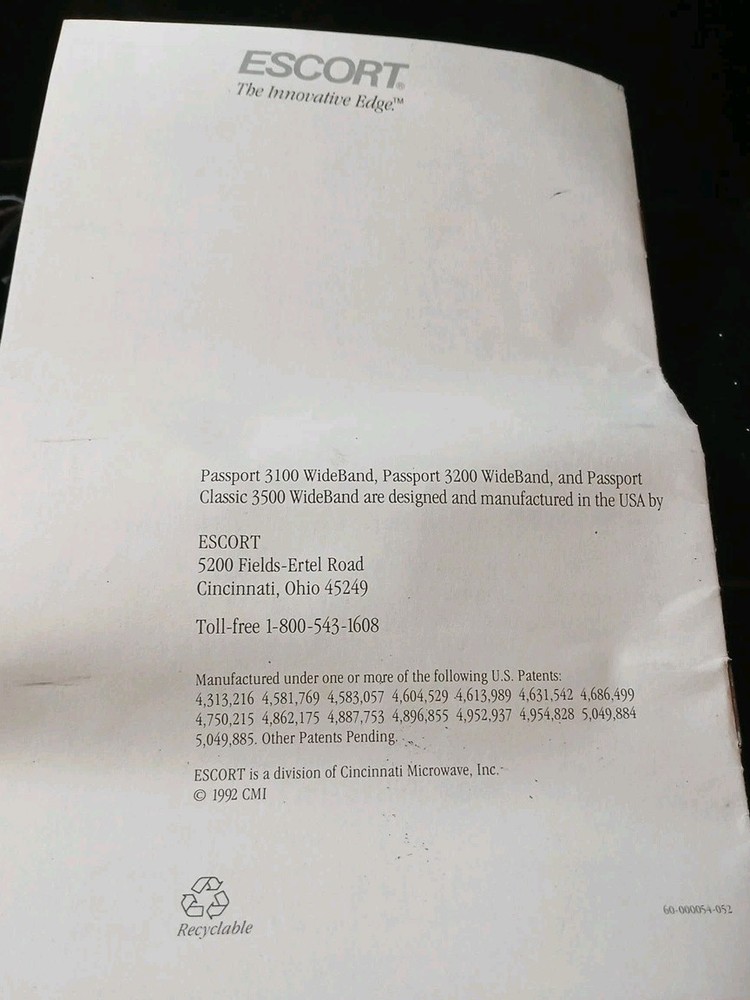 ESCORT®
The Innovative Edge.™
Passport 3100 WideBand, Passport 3200 WideBand, and Passport
Classic 3500 WideBand are designed and manufactured in the USA by
ESCORT
5200 Fields-Ertel Road
Cincinnati, Ohio 45249
Toll-free 1-800-543-1608
Manufactured under one or more of the following U.S. Patents:
4,313,216 4,581,769 4,583,057 4,604,529 4,613,989 4,631,542 4,686,499
4,750,215 4,862,175 4,887,753 4,896,855 4,952,937 4,954,828 5,049,884
5,049,885. Other Patents Pending.
ESCORT is a division of Cincinnati Microwave, Inc.
© 1992 CMI
Recyclable
60-000054-052